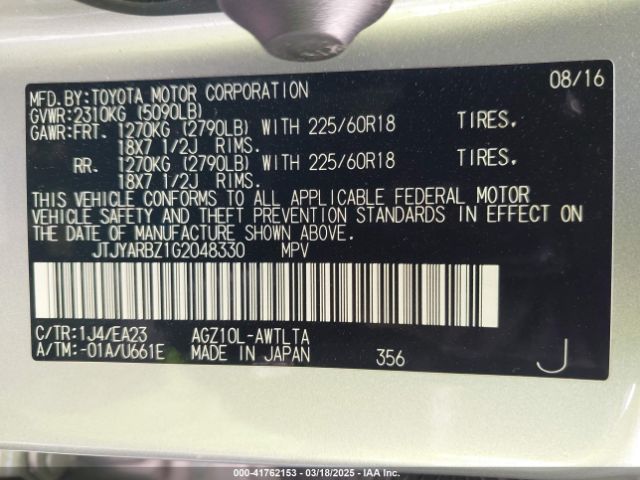 08/16
MFD.BY:TOYOTA MOTOR CORPORATION
GVWR:2310KG (5090LB)
GAWR:FRT. 1270KG (2790LB) WITH 225/60R18 TIRES.
18X7 1/2J RIMS.
RR. 1270KG (2790LB) WITH 225/60R18 TIRES.
18X7 1/2J RIMS.
THIS VEHICLE CONFORMS TO ALL APPLICABLE FEDERAL MOTOR
VEHICLE SAFETY AND THEFT PREVENTION STANDARDS IN EFFECT ON
THE DATE OF MANUFACTURE SHOWN ABOVE.
JTJYARBZ1G2048330 MPV
C/TR:1J4/EA23 AGZ10L-AWTLTA
A/TM:-01A/U661E MADE IN JAPAN 356 J
000-41762153 - 03/18/2025 - IAA Inc. - Copyright